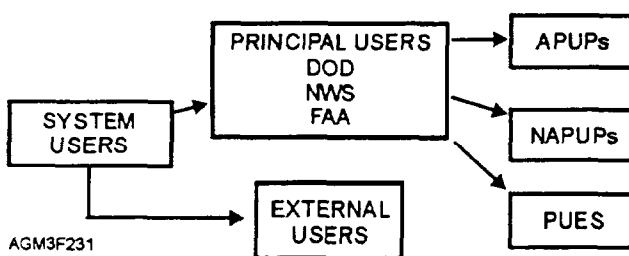 SYSTEM
USERS
PRINCIPAL USERS
DOD
NWS
FAA
EXTERNAL
USERS
APUPs
NAPUPs
PUES
AGM3F231